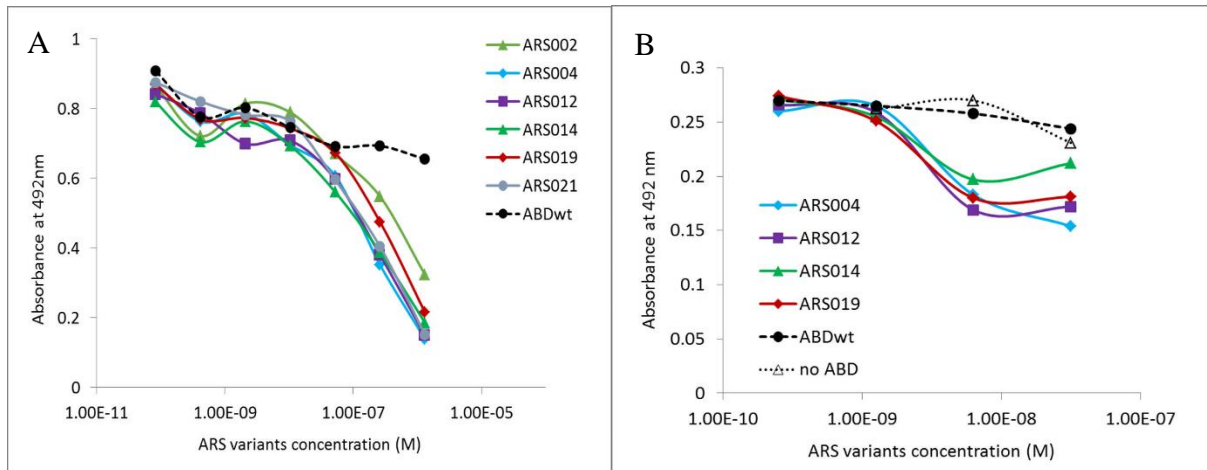 A
1
0.8
0.6
0.4
0.2
0
Absorbance at 492nm
1.00E-11 1.00E-09 1.00E-07 1.00E-05
ARS variants concentration (M)
ARS002
ARS004
ARS012
ARS014
ARS019
ARS021
ABDwt
B
0.3
0.25
0.2
0.15
0.1
0.05
0
Absorbance at 492 nm
1.00E-10 1.00E-09 1.00E-08 1.00E-07
ARS variants concentration (M)
ARS004
ARS012
ARS014
ARS019
ABDwt
no ABD